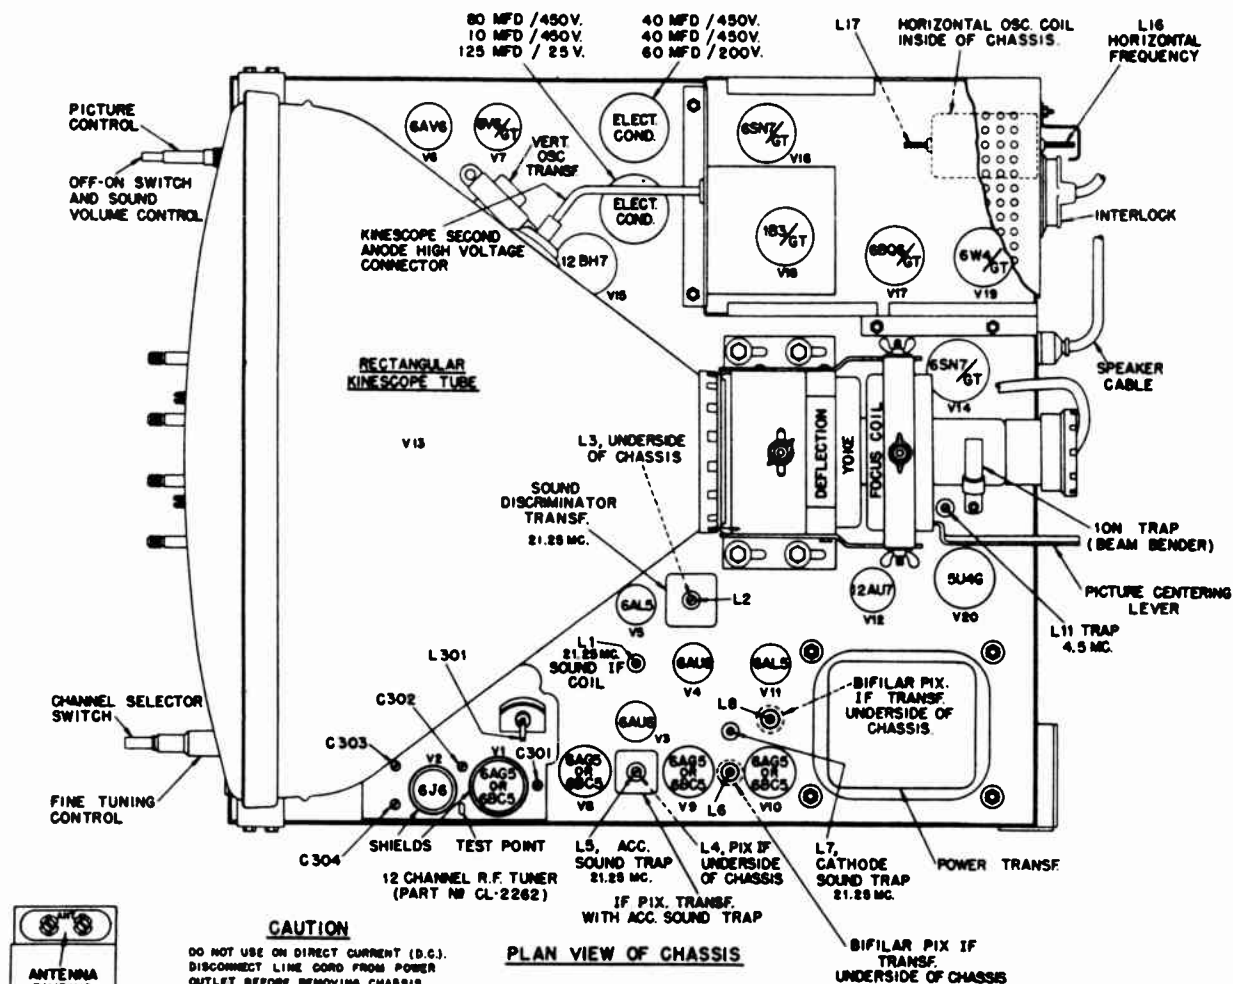 80 MFD / 450V.
10 MFD / 450V.
125 MFD / 25 V.
40 MFD / 450V.
40 MFD / 450V.
60 MFD / 200V.
L17
HORIZONTAL OSC. COIL
INSIDE OF CHASSIS.
L16
HORIZONTAL
FREQUENCY
PICTURE
CONTROL
OFF-ON SWITCH
AND SOUND
VOLUME CONTROL
6AV6
V6
6V6/GT
V7
VERT.
OSC
TRANSF.
ELECT.
COND.
ELECT.
COND.
6SN7/GT
V16
KINESCOPE SECOND
ANODE HIGH VOLTAGE
CONNECTOR
12BH7
V15
1B3/GT
V18
6BQ6/GT
V17
6W4/GT
V19
INTERLOCK
SPEAKER
CABLE
RECTANGULAR
KINESCOPE TUBE
V13
6SN7/GT
V14
L3, UNDERSIDE
OF CHASSIS
DEFLECTION
YOKE
FOCUS COIL
SOUND
DISCRIMINATOR
TRANSF.
21.25 MC.
ION TRAP
(BEAM BENDER)
PICTURE CENTERING
LEVER
L2
6AL5
V5
12AU7
V12
5U4G
V20
L11 TRAP
4.5 MC.
L1
21.25 MC.
SOUND IF
COIL
6AU6
V4
6AL5
V11
L301
C302
C303
CHANNEL SELECTOR
SWITCH
FINE TUNING
CONTROL
BIFILAR PIX.
IF TRANSF.
UNDERSIDE OF
CHASSIS.
L8
6AU6
V3
V2
6J6
V1
6AG5
OR
6BC5
C301
6AG5
OR
6BC5
V8
6AG5
OR
6BC5
V9
L6
6AG5
OR
6BC5
V10
C304
SHIELDS
TEST POINT
12 CHANNEL R.F. TUNER
(PART Nº CL-2262)
L5, ACC.
SOUND TRAP
21.25 MC.
L4, PIX IF
UNDERSIDE
OF CHASSIS
IF PIX. TRANSF.
WITH ACC. SOUND TRAP
L7,
CATHODE
SOUND TRAP
21.25 MC.
POWER TRANSF.
BIFILAR PIX IF
TRANSF.
UNDERSIDE OF CHASSIS
PLAN VIEW OF CHASSIS
ANT
ANTENNA
CAUTION
DO NOT USE ON DIRECT CURRENT (D.C.).
DISCONNECT LINE CORD FROM POWER
OUTLET BEFORE REMOVING CHASSIS